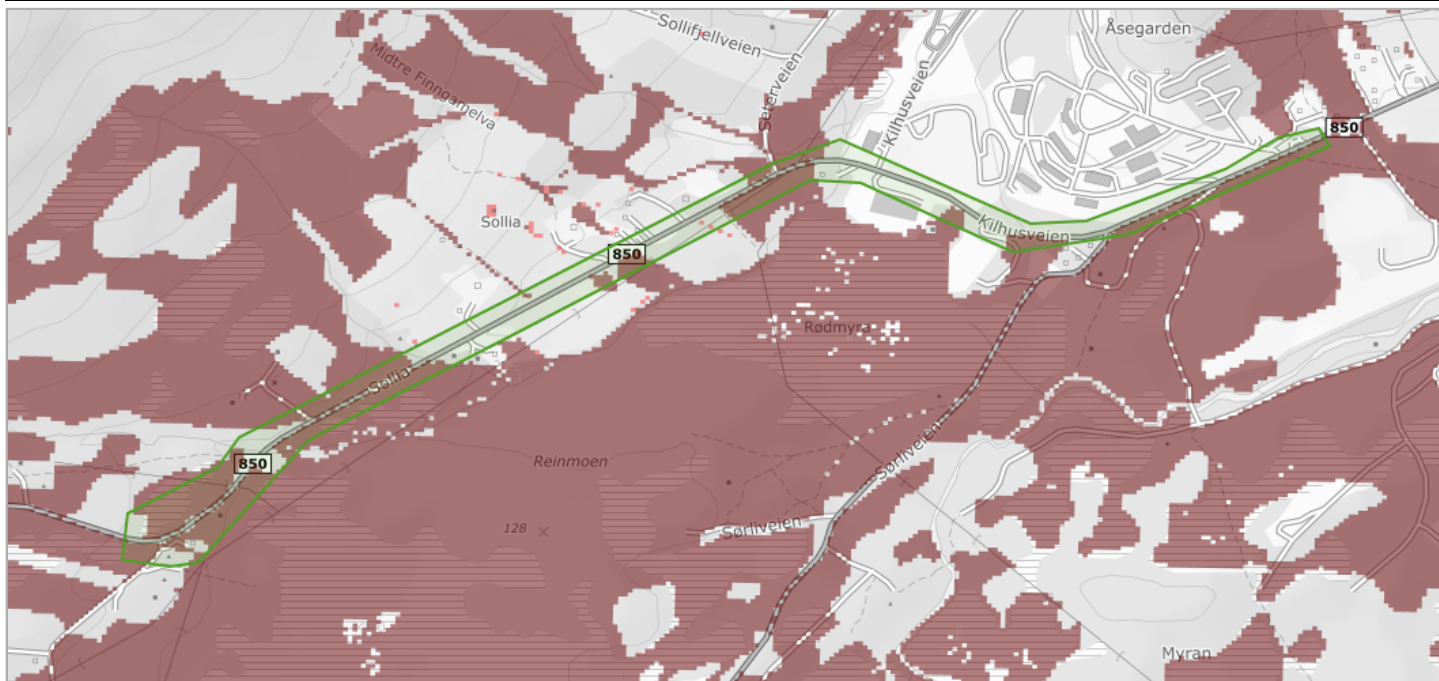 Sollifjellveien
Åsegarden
Midtre Finngamelva
Seterveien
Kilhusveien
850
Sollia
Kilhusveien
850
Rødmyra
Sollia
Sørliveien
850
Reinmoen
128
Sørliveien
Myran